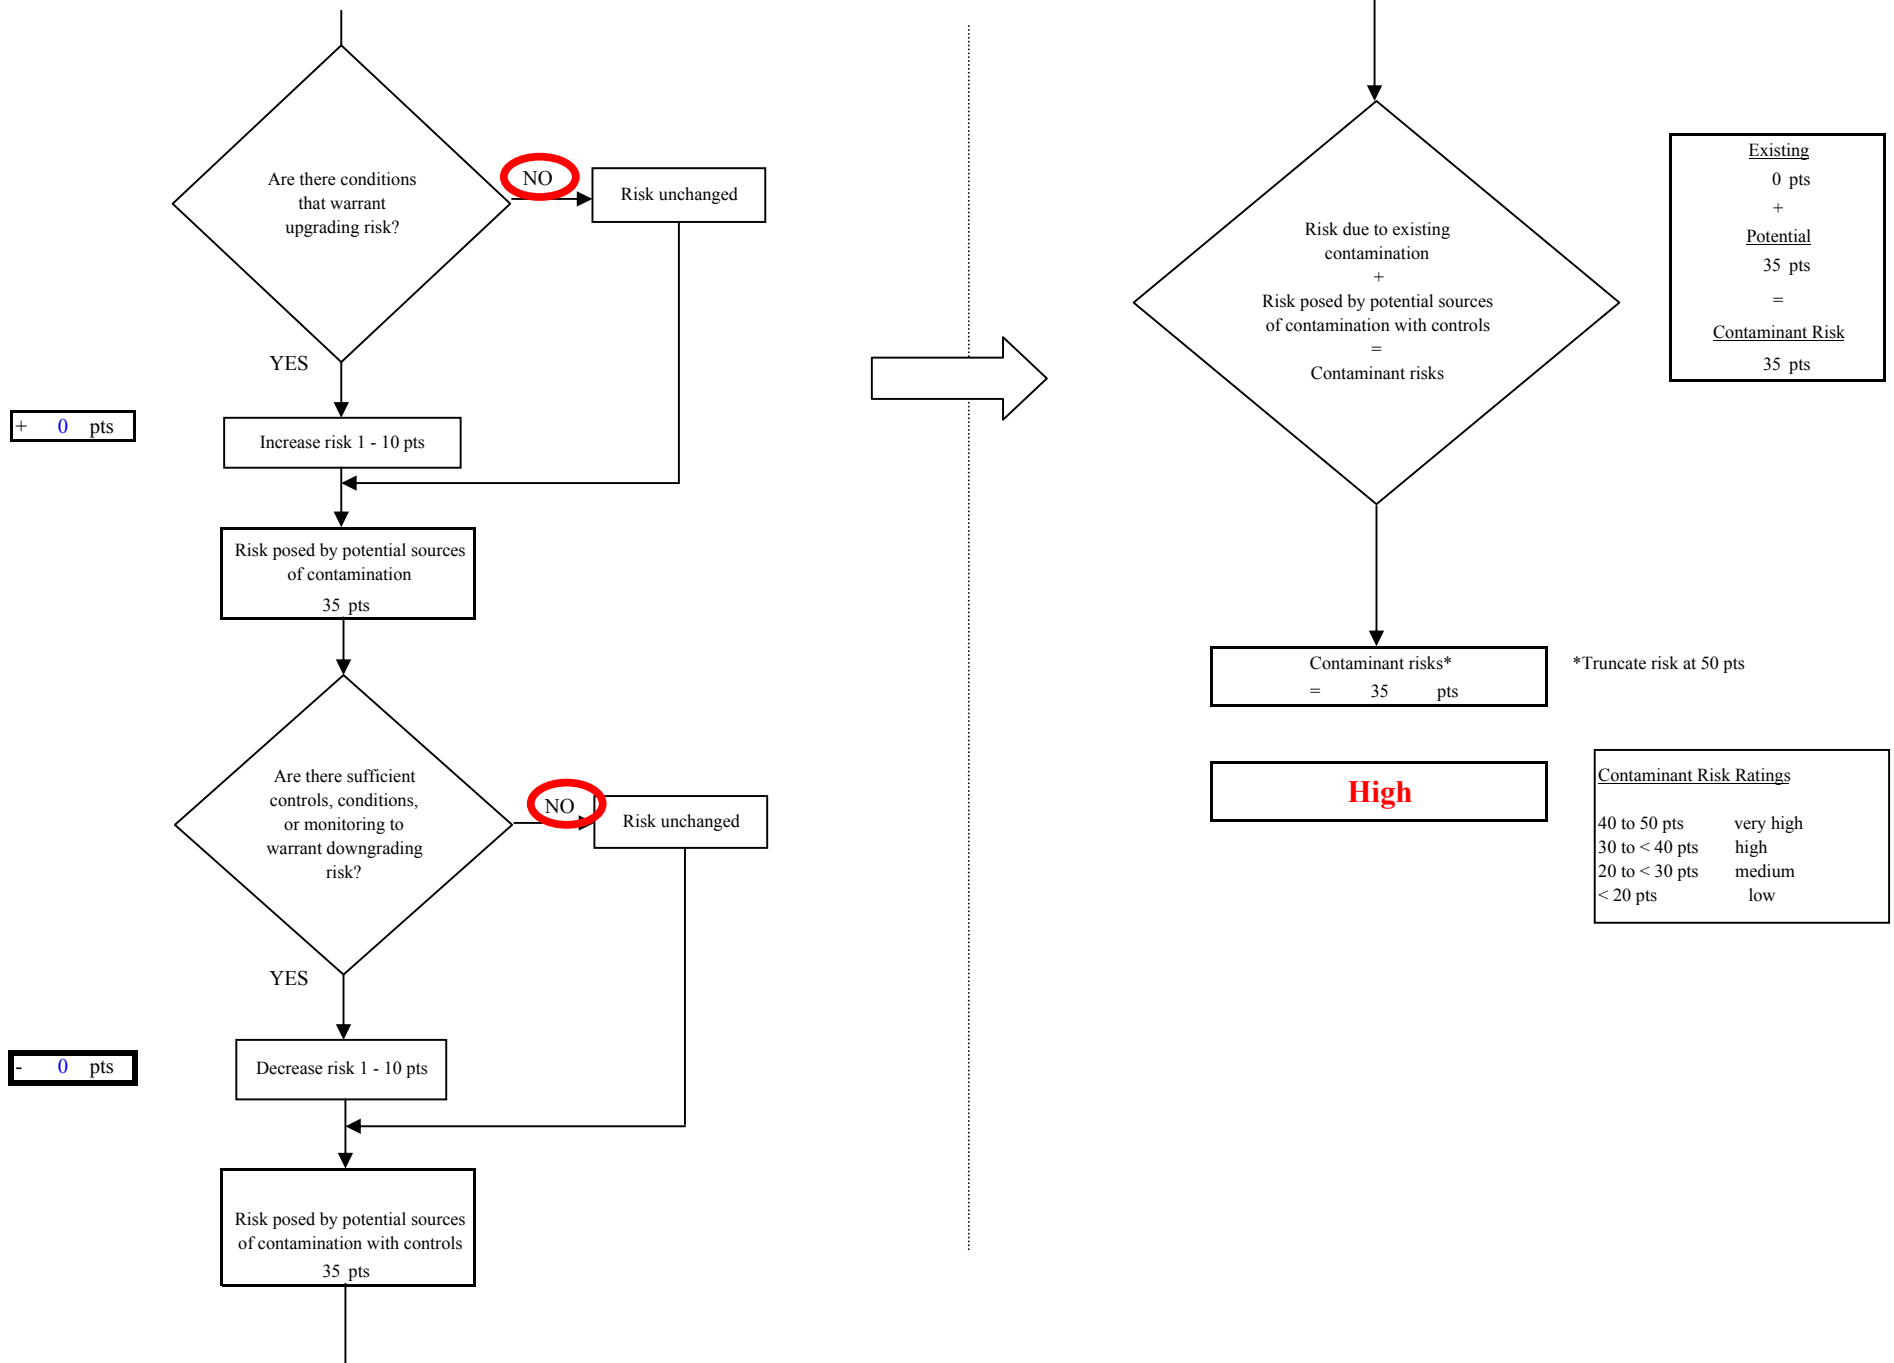 Are there conditions
that warrant
upgrading risk?
NO
Risk unchanged
YES
+ 0 pts
Increase risk 1 - 10 pts
Risk posed by potential sources
of contamination
35 pts
Are there sufficient
controls, conditions,
or monitoring to
warrant downgrading
risk?
NO
Risk unchanged
YES
- 0 pts
Decrease risk 1 - 10 pts
Risk posed by potential sources
of contamination with controls
35 pts
Risk due to existing
contamination
+
Risk posed by potential sources
of contamination with controls
=
Contaminant risks
Existing
0 pts
+
Potential
35 pts
=
Contaminant Risk
35 pts
Contaminant risks*
= 35 pts
*Truncate risk at 50 pts
High
Contaminant Risk Ratings
40 to 50 pts very high
30 to < 40 pts high
20 to < 30 pts medium
< 20 pts low